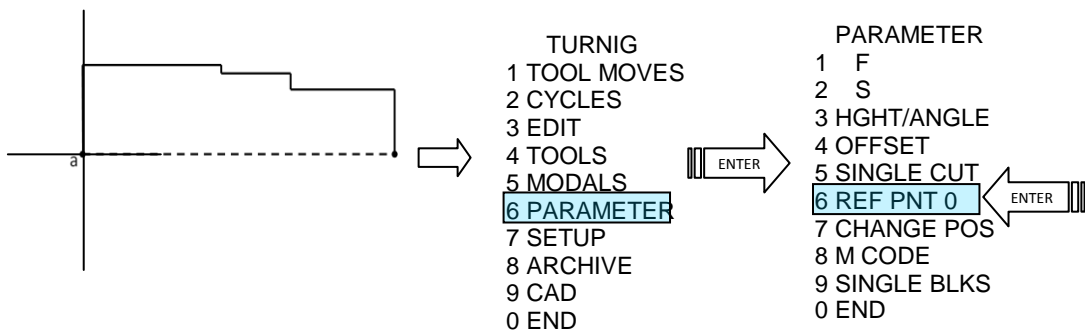 a
TURNIG
1 TOOL MOVES
2 CYCLES
3 EDIT
4 TOOLS
5 MODALS
6 PARAMETER
7 SETUP
8 ARCHIVE
9 CAD
0 END
ENTER
PARAMETER
1 F
2 S
3 HGHT/ANGLE
4 OFFSET
5 SINGLE CUT
6 REF PNT 0
7 CHANGE POS
8 M CODE
9 SINGLE BLKS
0 END
ENTER